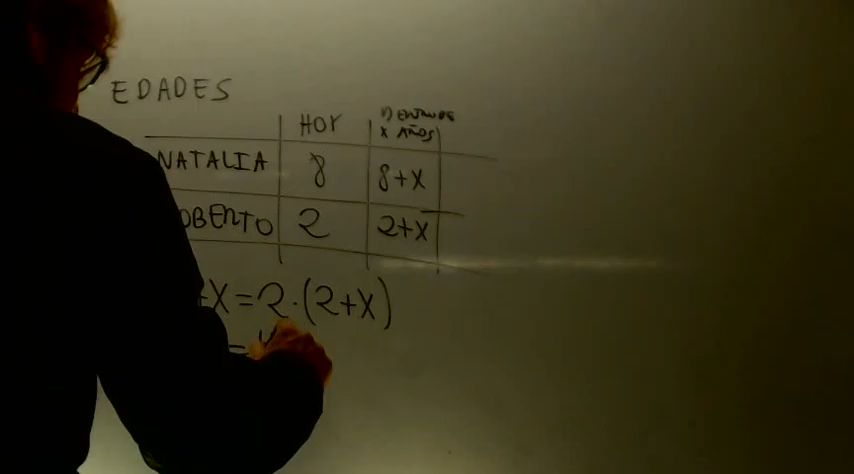 EDADES
HOY DENTRO DE
X AÑOS
NATALIA 8 8+X
OBERTO 2 2+X
+X=2·(2+X)
=